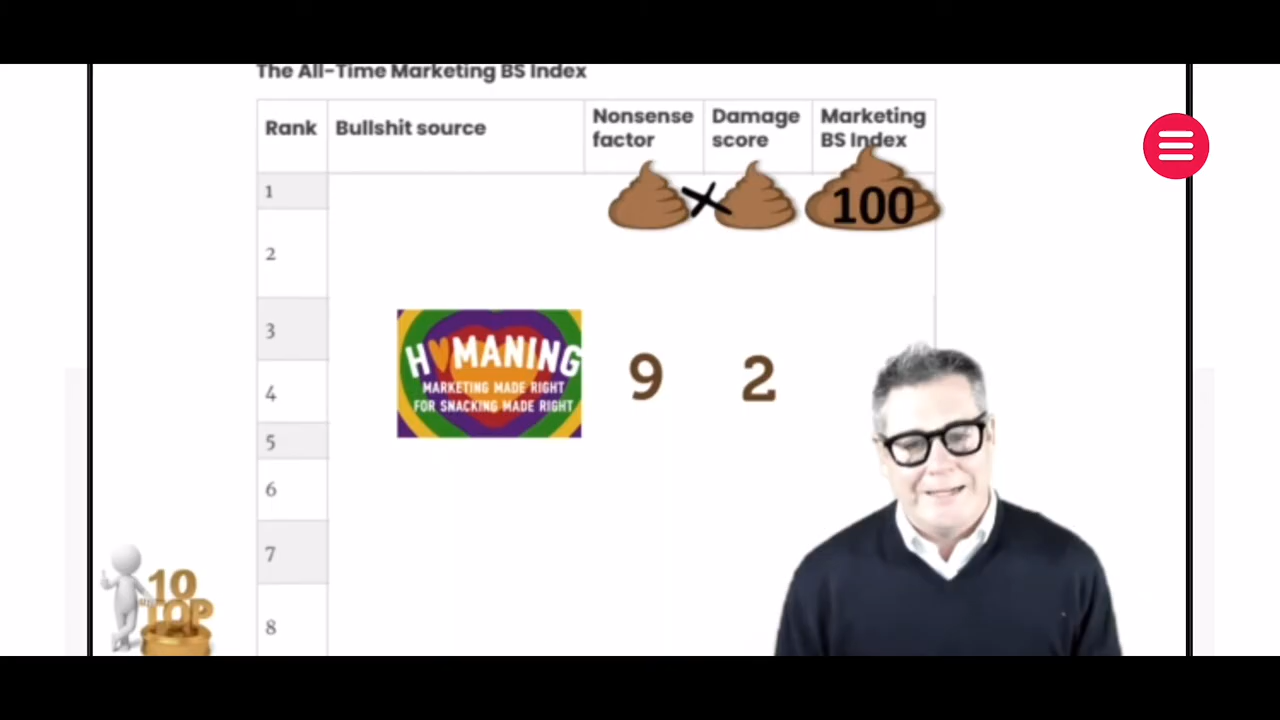 The All-Time Marketing BS Index
Rank
Bullshit source
Nonsense
factor
Damage
score
Marketing
BS Index
1
100
2
3
HUMANING
MARKETING MADE RIGHT
FOR SNACKING MADE RIGHT
9
2
4
5
6
7
8
10
TOP